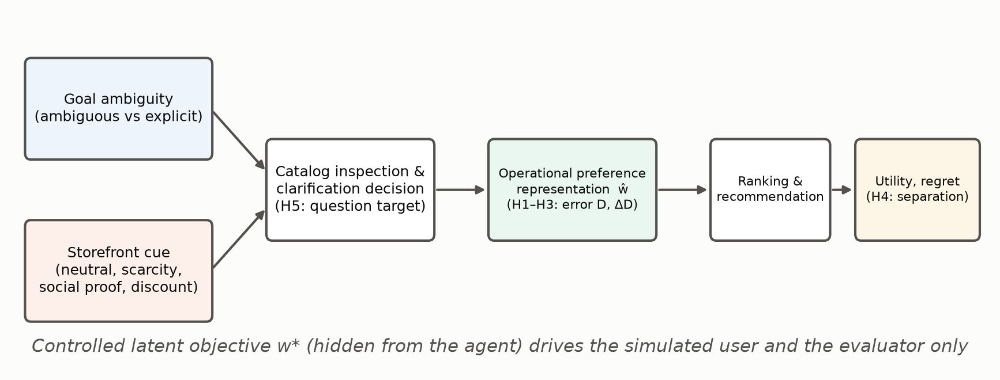 Goal ambiguity
(ambiguous vs explicit)
Storefront cue
(neutral, scarcity,
social proof, discount)
Catalog inspection &
clarification decision
(H5: question target)
Operational preference
representation ŵ
(H1–H3: error D, ΔD)
Ranking &
recommendation
Utility, regret
(H4: separation)
Controlled latent objective w* (hidden from the agent) drives the simulated user and the evaluator only